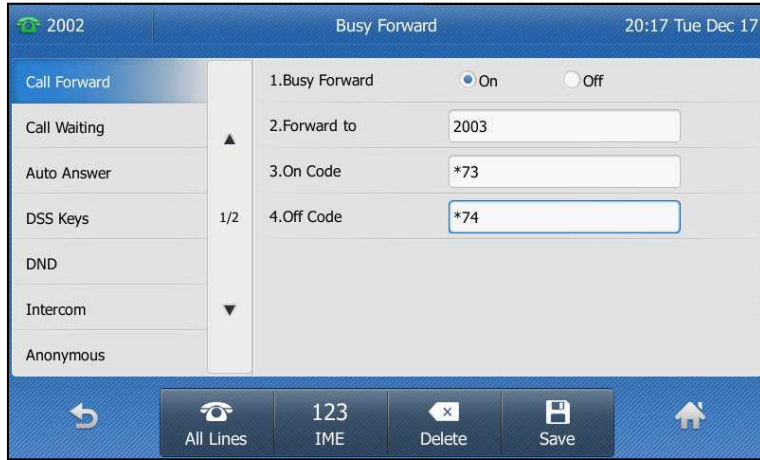 2002 Busy Forward 20:17 Tue Dec 17
Call Forward
Call Waiting
Auto Answer
DSS Keys
DND
Intercom
Anonymous
1/2
1.Busy Forward On Off
2.Forward to 2003
3.On Code *73
4.Off Code *74
All Lines
123
IME
Delete
Save